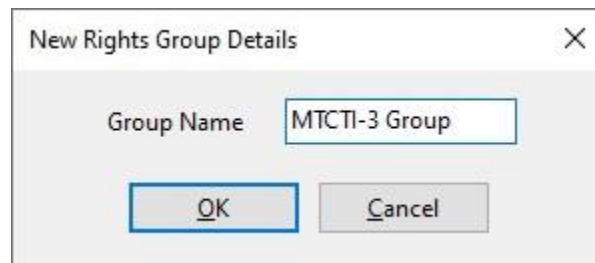 New Rights Group Details
Group Name MTCTI-3 Group
OK Cancel